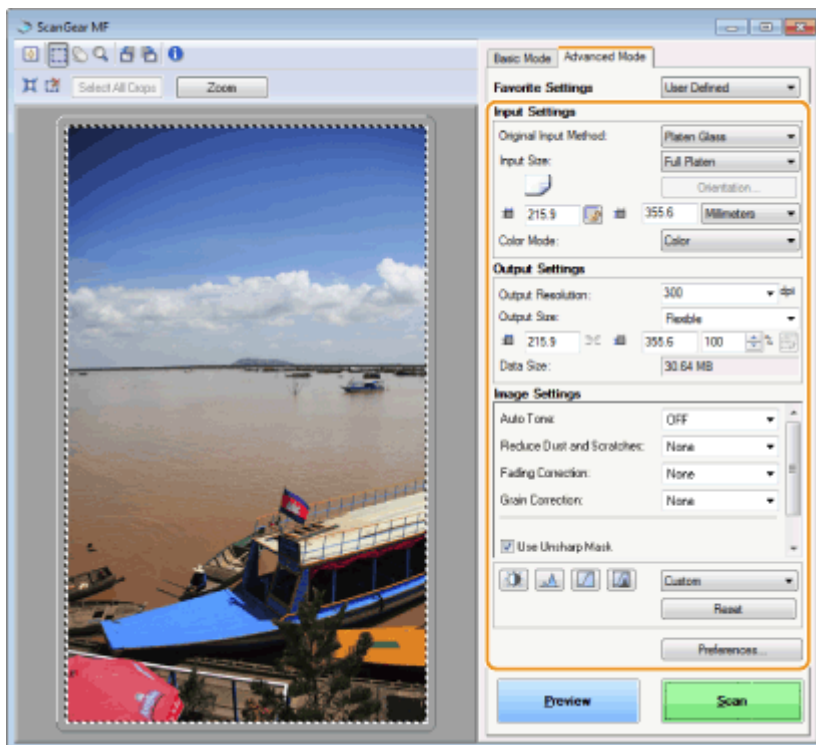 ScanGear MF
Select All Crops Zoom
Basic Mode Advanced Mode
Favorite Settings User Defined
Input Settings
Original Input Method: Platen Glass
Input Size: Full Platen
Orientation...
215.9 355.6 Millimeters
Color Mode: Color
Output Settings
Output Resolution: 300 dpi
Output Size: Flexible
215.9 355.6 100 %
Data Size: 30.64 MB
Image Settings
Auto Tone: OFF
Reduce Dust and Scratches: None
Fading Correction: None
Grain Correction: None
Use Unsharp Mask
Custom
Reset
Preferences...
Preview Scan